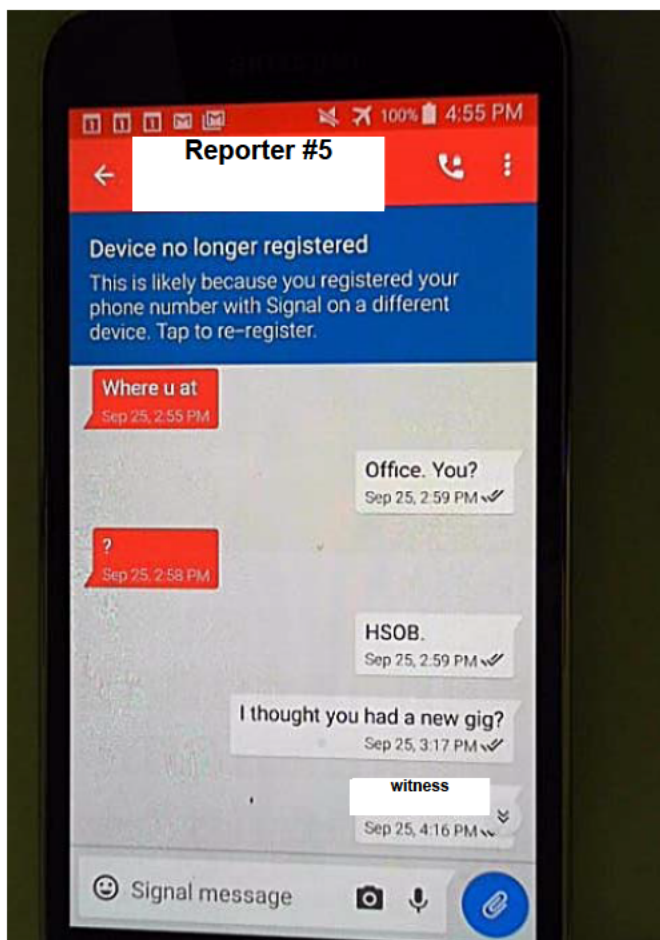 100% 4:55 PM
Reporter #5
Device no longer registered
This is likely because you registered your
phone number with Signal on a different
device. Tap to re-register.
Where u at
Sep 25, 2:55 PM
Office. You?
Sep 25, 2:59 PM
?
Sep 25, 2:58 PM
HSOB.
Sep 25, 2:59 PM
I thought you had a new gig?
Sep 25, 3:17 PM
witness
Sep 25, 4:16 PM
Signal message